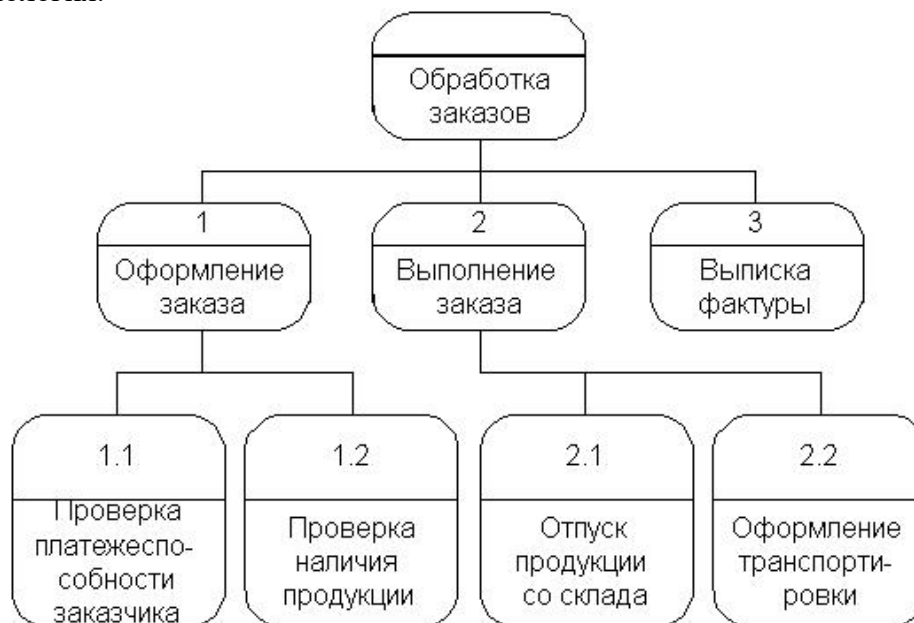 Обработка
заказов
1
Оформление
заказа
2
Выполнение
заказа
3
Выписка
фактуры
1.1
Проверка
платежеспо-
собности
заказчика
1.2
Проверка
наличия
продукции
2.1
Отпуск
продукции
со склада
2.2
Оформление
транспорти-
ровки